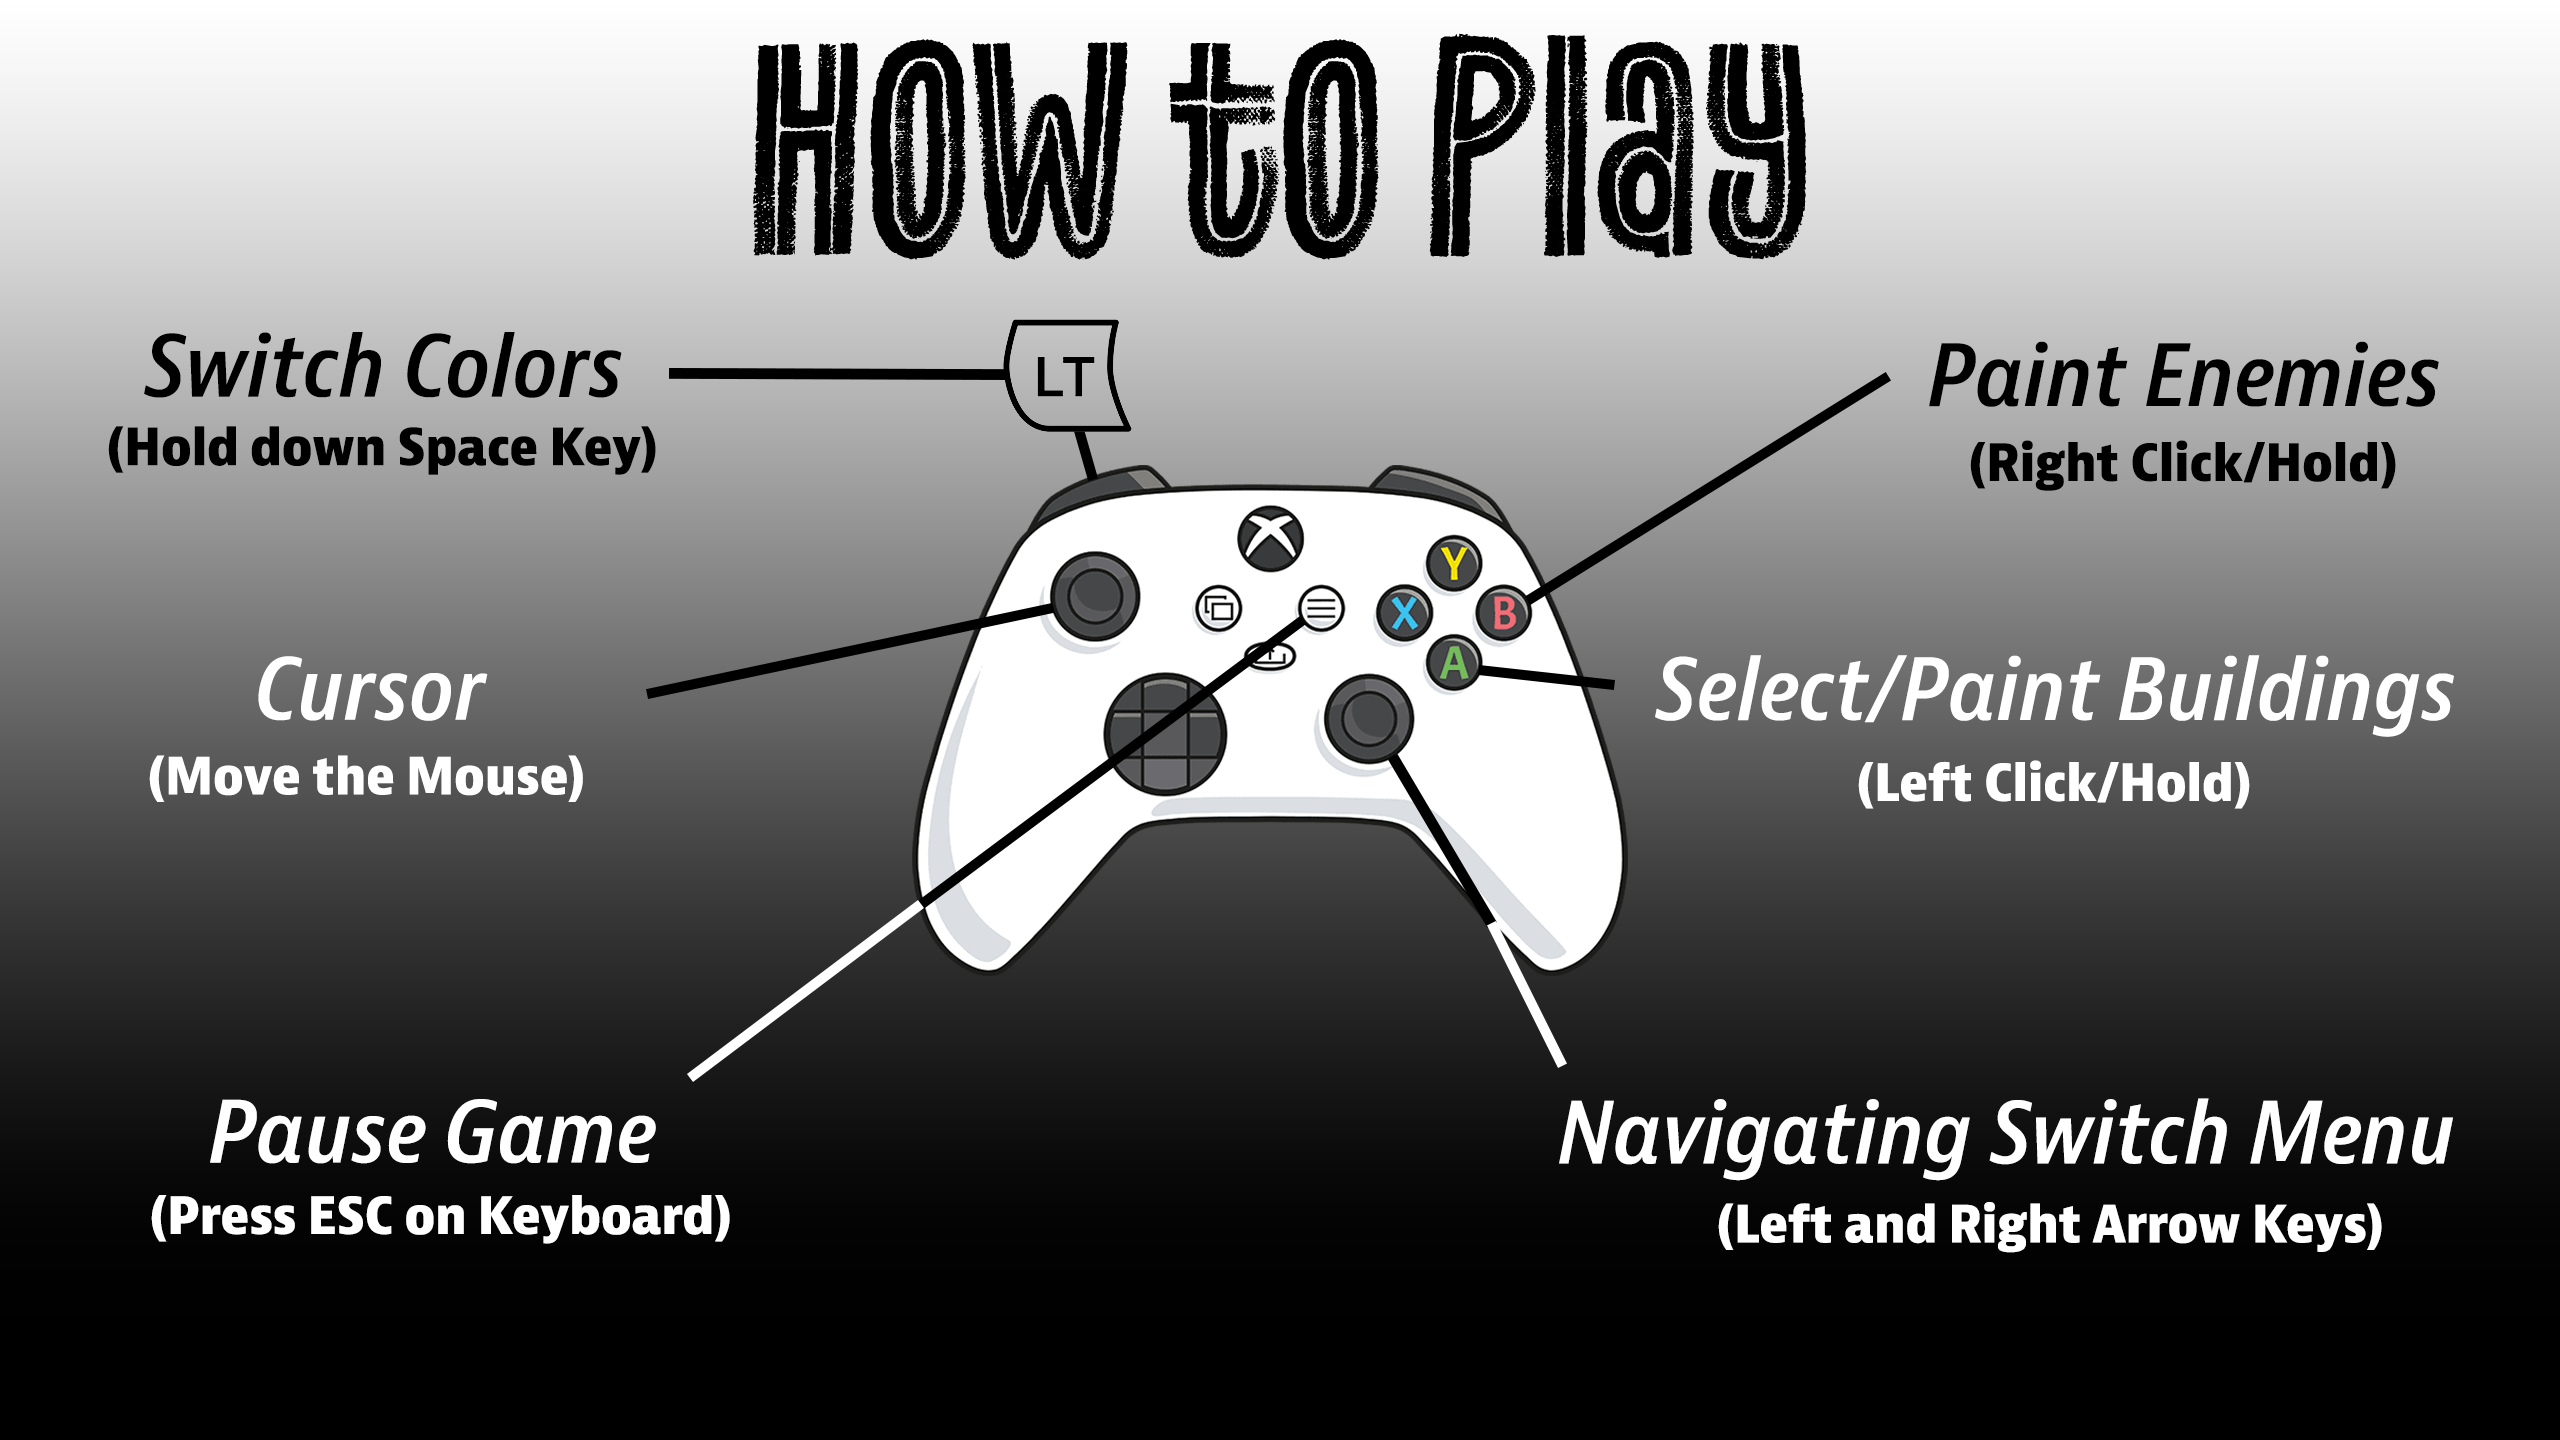 How to Play
Switch Colors
(Hold down Space Key)
LT
Paint Enemies
(Right Click/Hold)
Y
X
B
A
Cursor
(Move the Mouse)
Select/Paint Buildings
(Left Click/Hold)
Pause Game
(Press ESC on Keyboard)
Navigating Switch Menu
(Left and Right Arrow Keys)